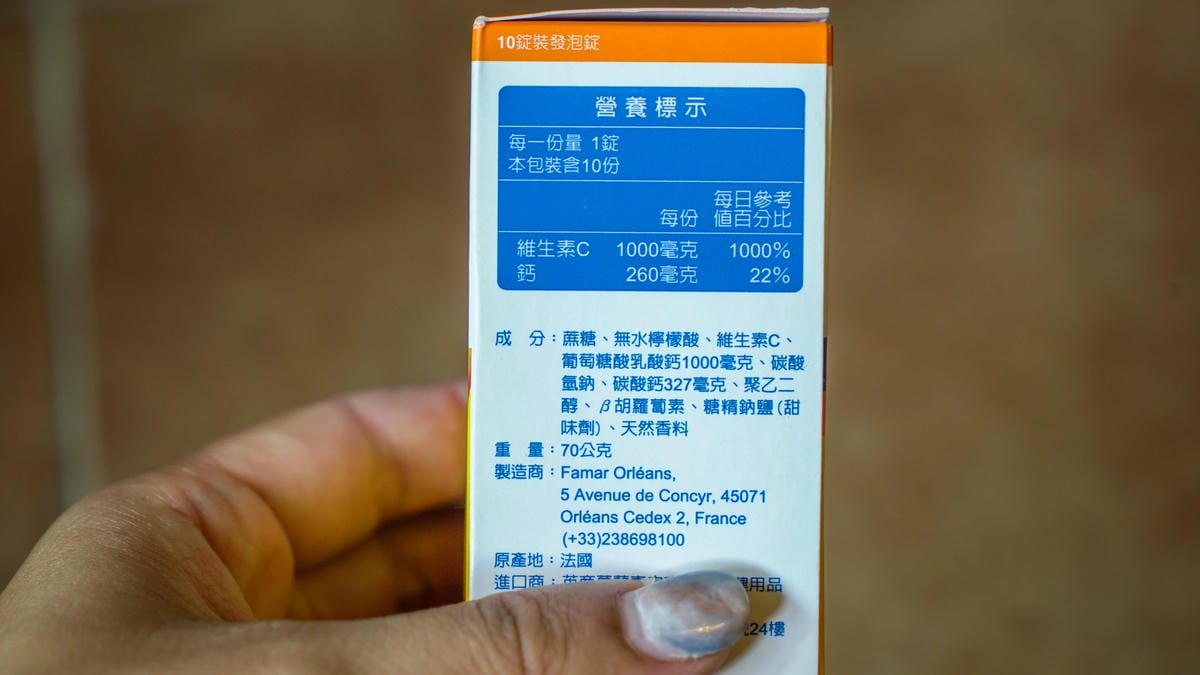 10錠裝發泡錠
營養標示
每一份量 1錠
本包裝含10份
每日參考
每份 值百分比
維生素C 1000毫克 1000%
鈣 260毫克 22%
成 分：蔗糖、無水檸檬酸、維生素C、
葡萄糖酸乳酸鈣1000毫克、碳酸
氫鈉、碳酸鈣327毫克、聚乙二
醇、β胡蘿蔔素、糖精鈉鹽(甜
味劑)、天然香料
重 量：70公克
製造商：Famar Orléans,
5 Avenue de Concyr, 45071
Orléans Cedex 2, France
(+33)238698100
原產地：法國
進口商：英商葛蘭素 用品
24樓